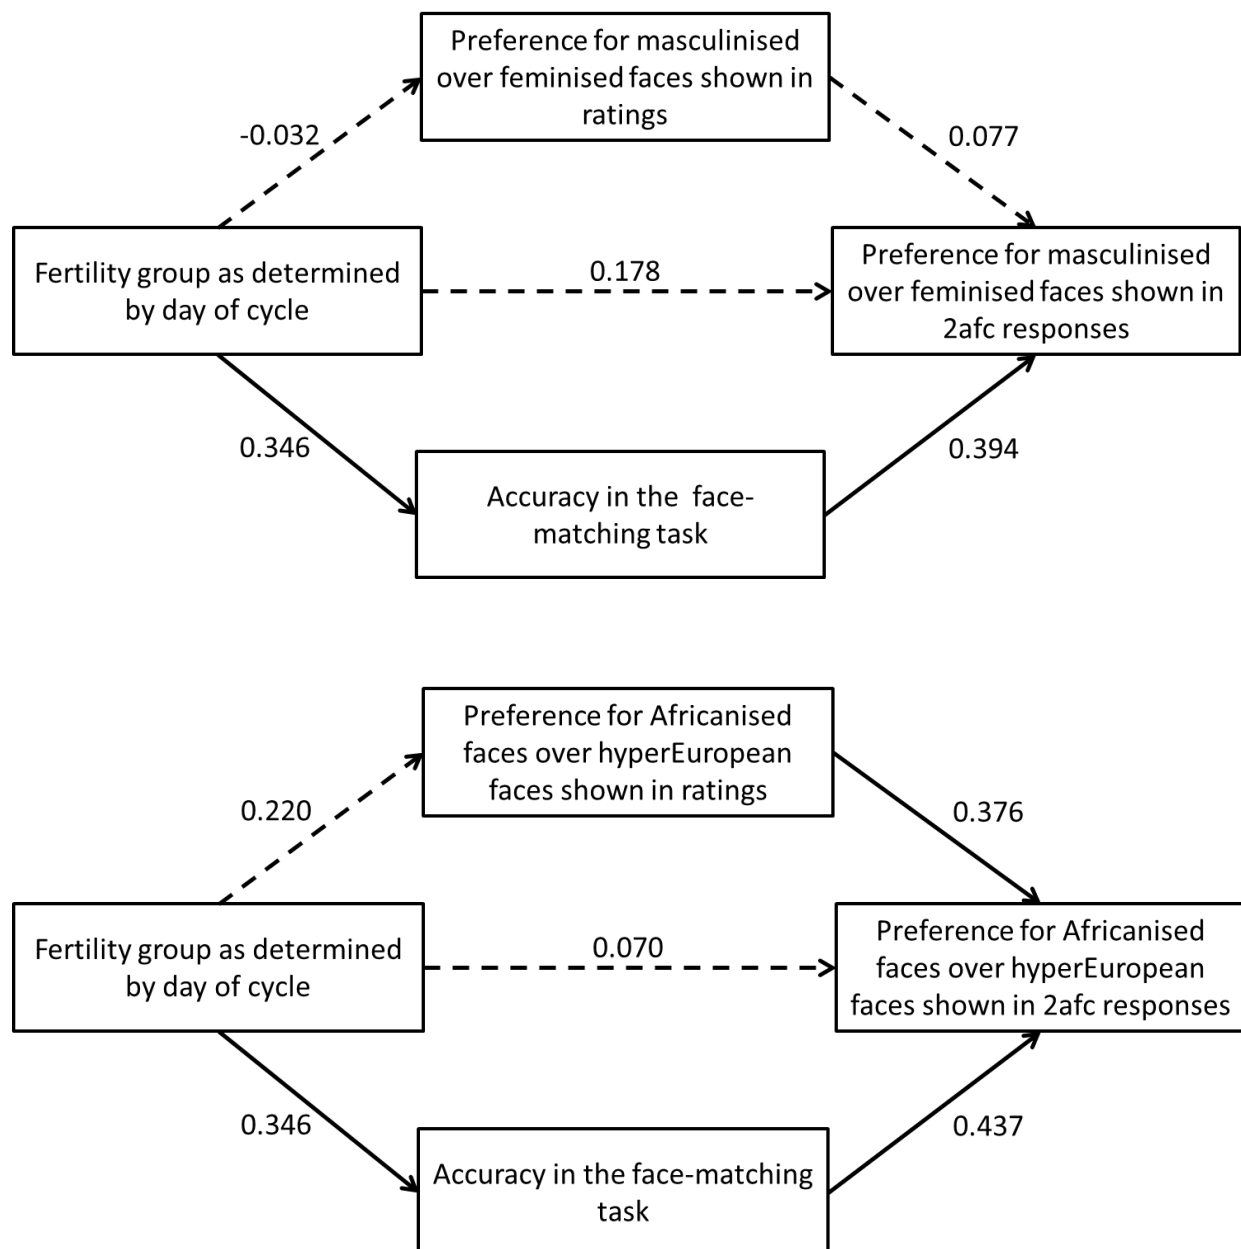 Preference for masculinised
over feminised faces shown in
ratings
-0.032
0.077
Fertility group as determined
by day of cycle
0.178
Preference for masculinised
over feminised faces shown in
2afc responses
0.346
0.394
Accuracy in the face-
matching task
Preference for Africanised
faces over hyperEuropean
faces shown in ratings
0.220
0.376
Fertility group as determined
by day of cycle
0.070
Preference for Africanised
faces over hyperEuropean
faces shown in 2afc responses
0.346
0.437
Accuracy in the face-matching
task